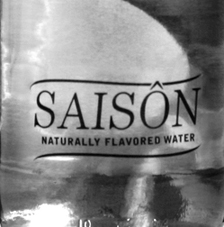 SAISÔN
NATURALLY FLAVORED WATER